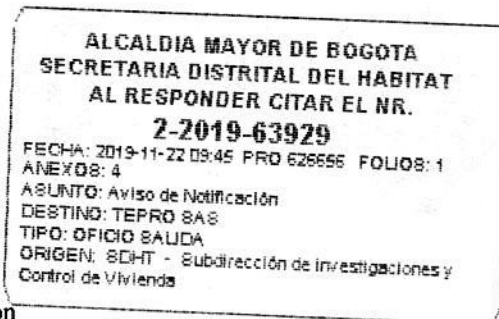 ALCALDIA MAYOR DE BOGOTA
SECRETARIA DISTRITAL DEL HABITAT
AL RESPONDER CITAR EL NR.
2-2019-63929
FECHA: 2019-11-22 09:45 PRO 626656 FOLIOS: 1
ANEXOS: 4
ASUNTO: Aviso de Notificación
DESTINO: TEPRO SAS
TIPO: OFICIO SALIDA
ORIGEN: SDHT - Subdirección de Investigaciones y
Control de Vivienda
on